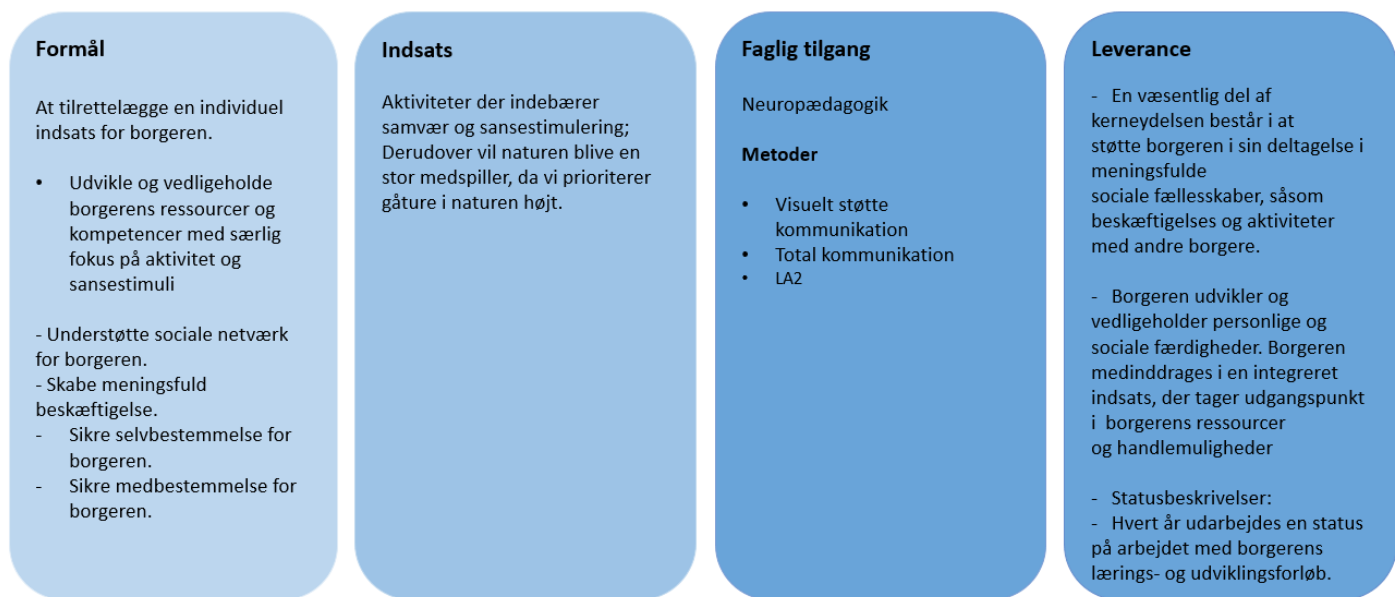 Formål
At tilrettelægge en individuel
indsats for borgeren.
• Udvikle og vedligeholde
borgerens ressourcer og
kompetencer med særlig
fokus på aktivitet og
sansestimuli
- Understøtte sociale netværk
for borgeren.
- Skabe meningsfuld
beskæftigelse.
- Sikre selvbestemmelse for
borgeren.
- Sikre medbestemmelse for
borgeren.
Indsats
Aktiviteter der indebærer
samvær og sansestimulering;
Derudover vil naturen blive en
stor medspiller, da vi prioriterer
gåture i naturen højt.
Faglig tilgang
Neuropædagogik
Metoder
• Visuelt støtte
kommunikation
• Total kommunikation
• LA2
Leverance
- En væsentlig del af
kerneydelsen består i at
støtte borgeren i sin deltagelse i
meningsfulde
sociale fællesskaber, såsom
beskæftigelses og aktiviteter
med andre borgere.
- Borgeren udvikler og
vedligeholder personlige og
sociale færdigheder. Borgeren
medinddrages i en integreret
indsats, der tager udgangspunkt
i borgerens ressourcer
og handlemuligheder
- Statusbeskrivelser:
- Hvert år udarbejdes en status
på arbejdet med borgerens
lærings- og udviklingsforløb.